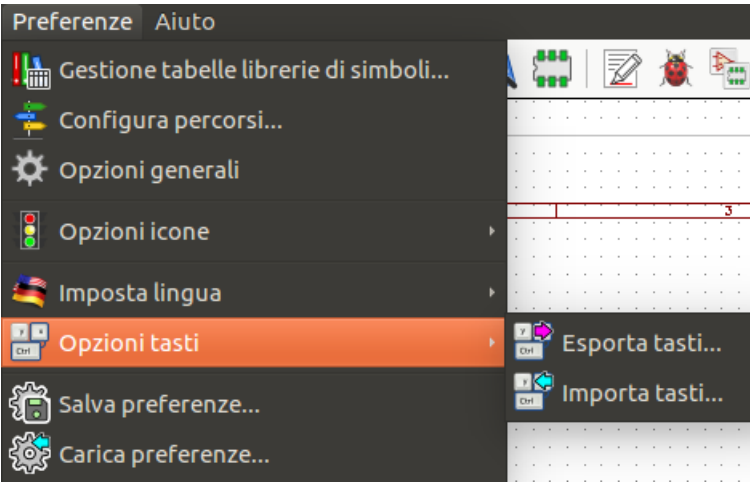 Preferenze Aiuto
Gestione tabelle librerie di simboli...
Configura percorsi...
Opzioni generali
3
Opzioni icone
Imposta lingua
Opzioni tasti
Esporta tasti...
Importa tasti...
Salva preferenze...
Carica preferenze...